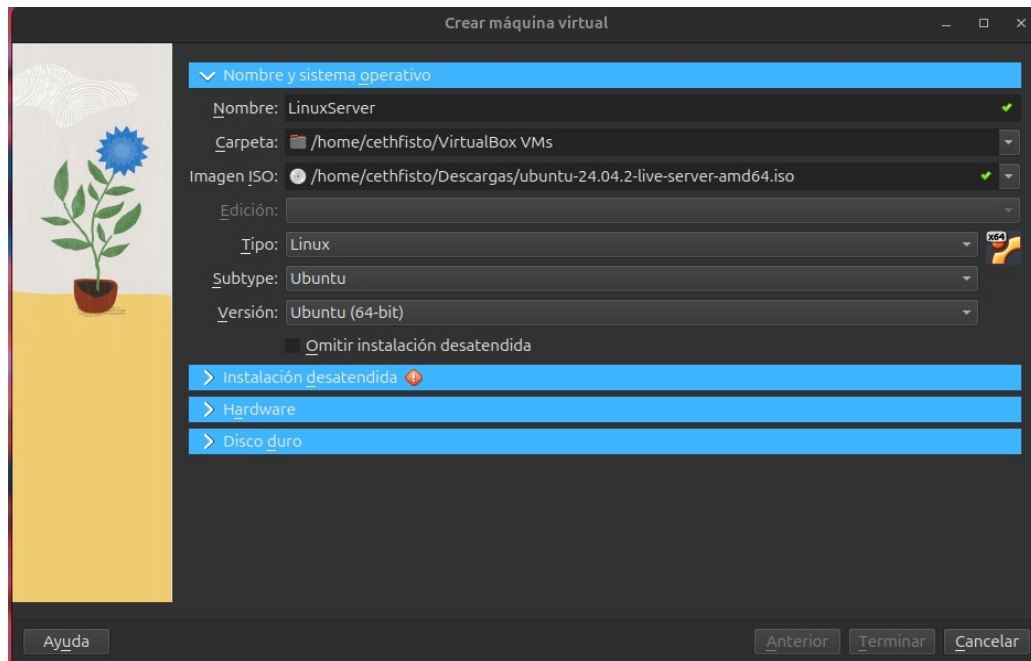 Crear máquina virtual
Nombre y sistema operativo
Nombre: LinuxServer
Carpeta: /home/cethfisto/VirtualBox VMs
Imagen ISO: /home/cethfisto/Descargas/ubuntu-24.04.2-live-server-amd64.iso
Edición:
Tipo: Linux
x64
Subtype: Ubuntu
Versión: Ubuntu (64-bit)
Omitir instalación desatendida
Instalación desatendida
Hardware
Disco duro
Ayuda Anterior Terminar Cancelar